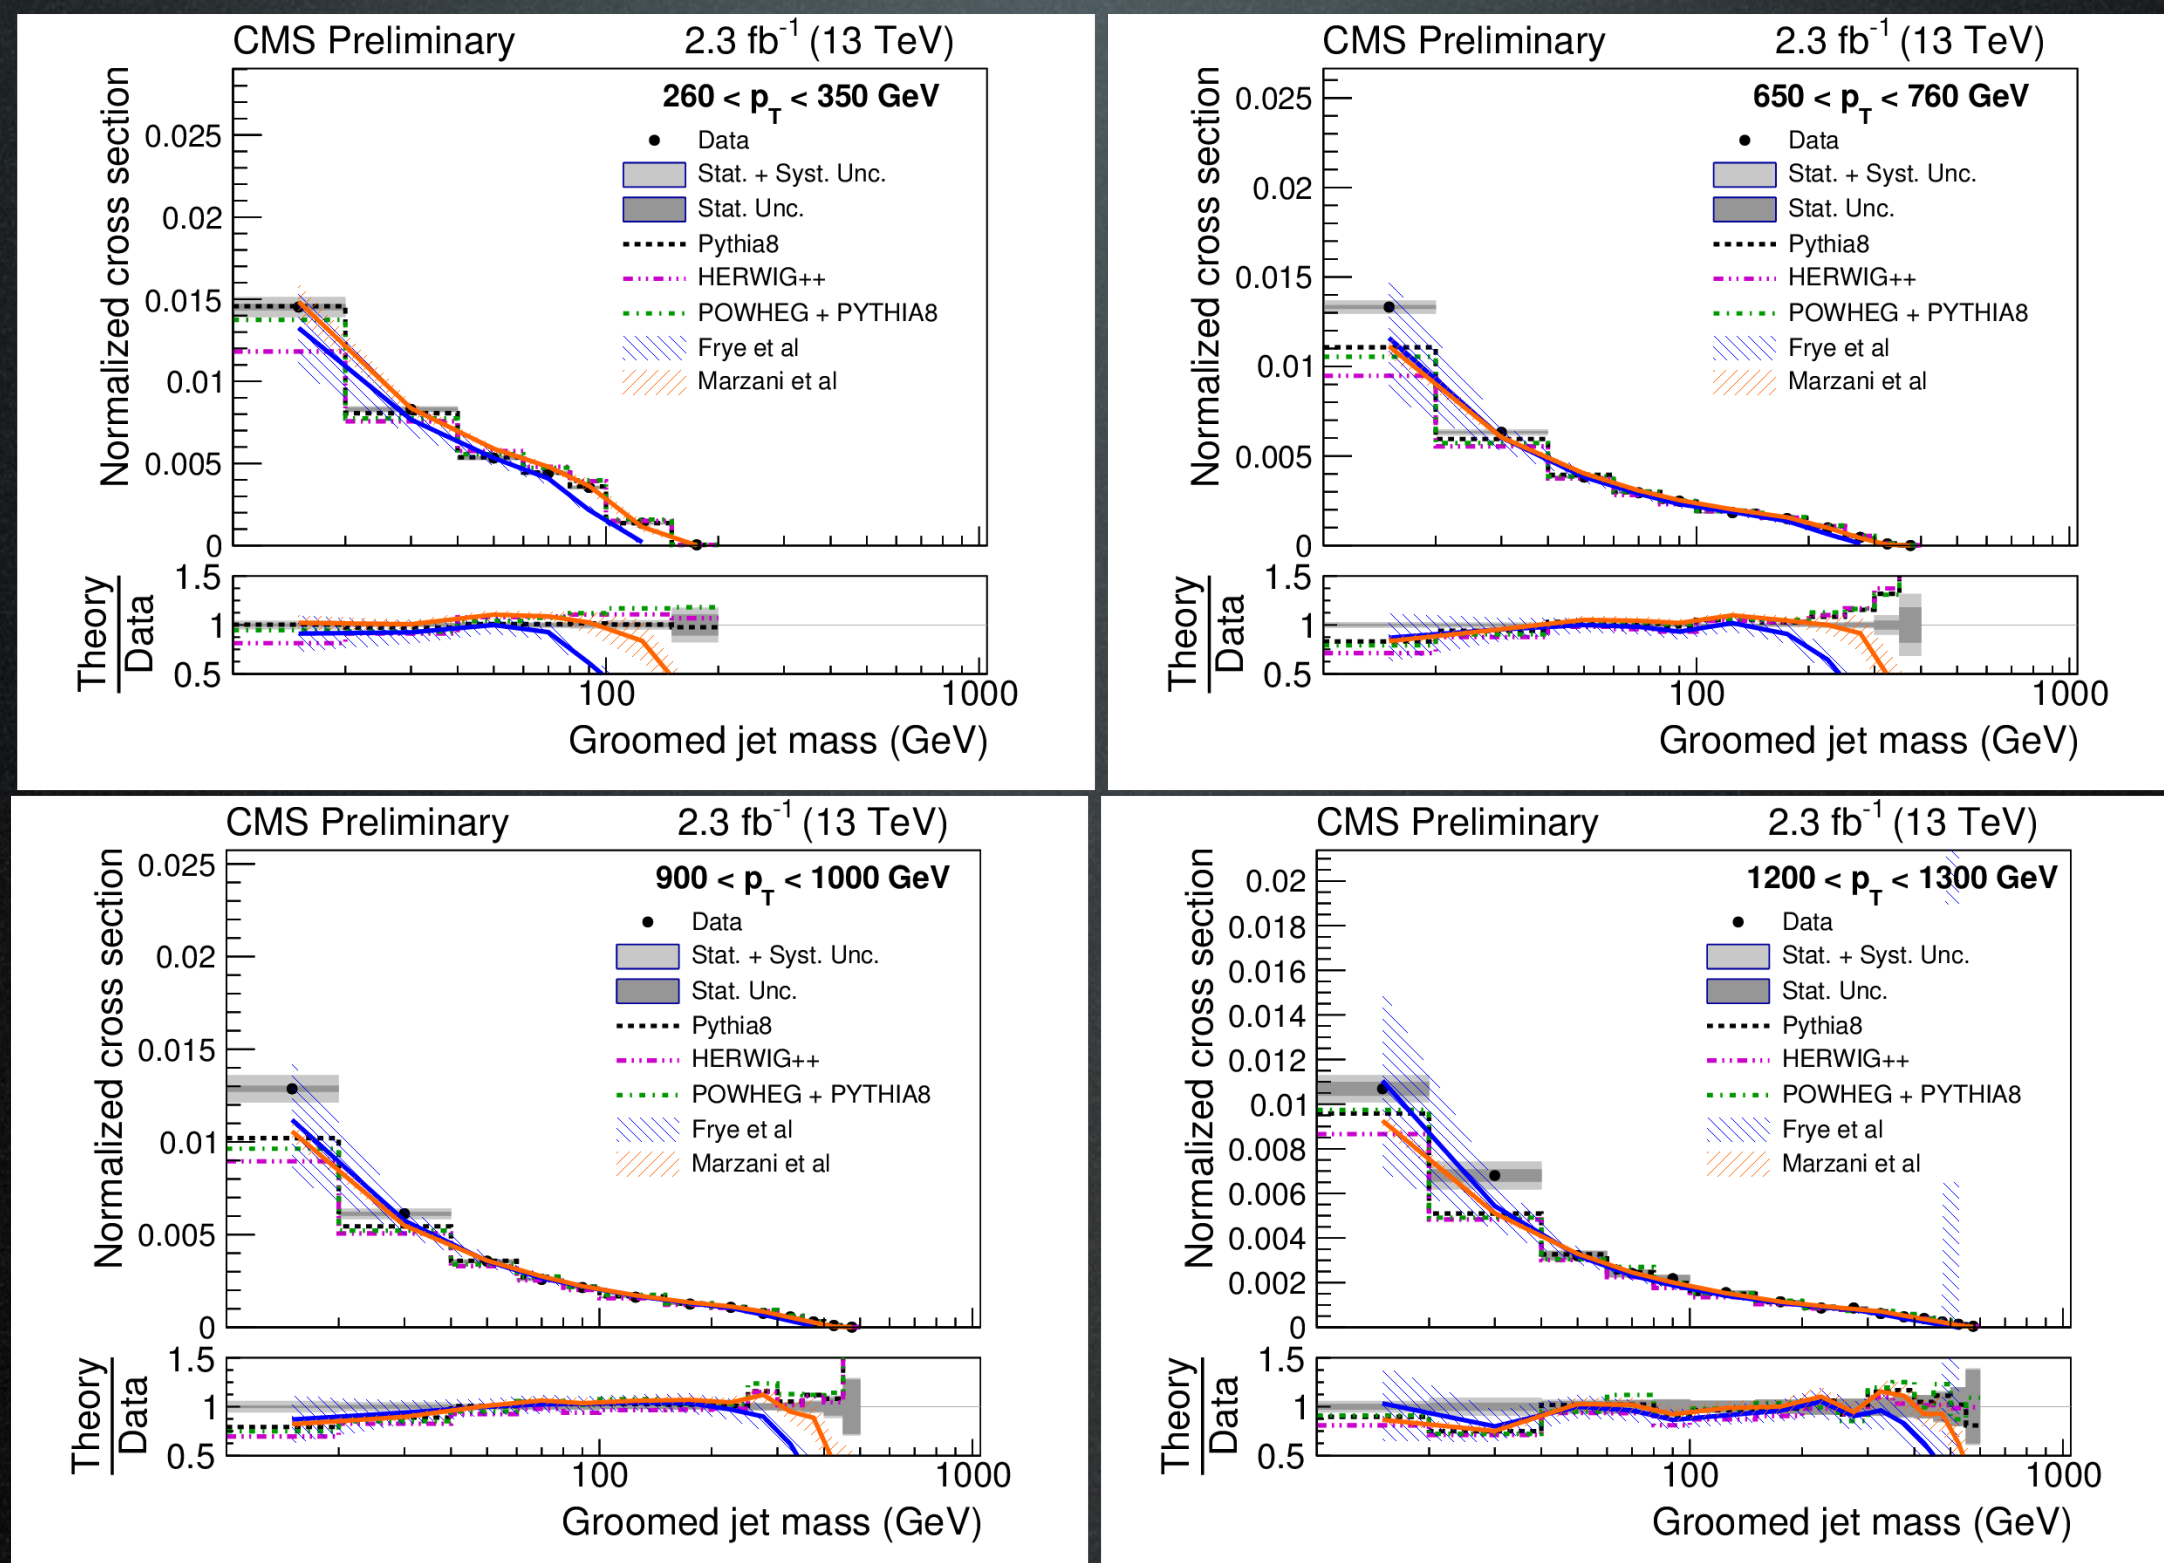 CMS Preliminary 2.3 fb-1 (13 TeV)
260 < pT < 350 GeV
Normalized cross section
0.025
0.02
0.015
0.01
0.005
0
Data
Stat. + Syst. Unc.
Stat. Unc.
Pythia8
HERWIG++
POWHEG + PYTHIA8
Frye et al
Marzani et al
Theory
Data
1.5
1
0.5
100 1000
Groomed jet mass (GeV)
CMS Preliminary 2.3 fb-1 (13 TeV)
650 < pT < 760 GeV
Normalized cross section
0.025
0.02
0.015
0.01
0.005
0
Data
Stat. + Syst. Unc.
Stat. Unc.
Pythia8
HERWIG++
POWHEG + PYTHIA8
Frye et al
Marzani et al
Theory
Data
1.5
1
0.5
100 1000
Groomed jet mass (GeV)
CMS Preliminary 2.3 fb-1 (13 TeV)
900 < pT < 1000 GeV
Normalized cross section
0.025
0.02
0.015
0.01
0.005
0
Data
Stat. + Syst. Unc.
Stat. Unc.
Pythia8
HERWIG++
POWHEG + PYTHIA8
Frye et al
Marzani et al
Theory
Data
1.5
1
0.5
100 1000
Groomed jet mass (GeV)
CMS Preliminary 2.3 fb-1 (13 TeV)
1200 < pT < 1300 GeV
Normalized cross section
0.02
0.018
0.016
0.014
0.012
0.01
0.008
0.006
0.004
0.002
0
Data
Stat. + Syst. Unc.
Stat. Unc.
Pythia8
HERWIG++
POWHEG + PYTHIA8
Frye et al
Marzani et al
Theory
Data
1.5
1
0.5
100 1000
Groomed jet mass (GeV)